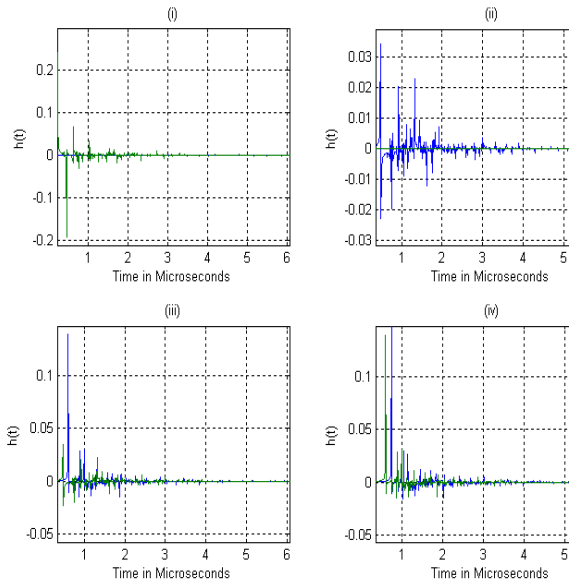 (i)
h(t)
0.2
0.1
0
-0.1
-0.2
1 2 3 4 5 6
Time in Microseconds
(ii)
h(t)
0.03
0.02
0.01
0
-0.01
-0.02
-0.03
1 2 3 4 5
Time in Microseconds
(iii)
h(t)
0.1
0.05
0
-0.05
1 2 3 4 5 6
Time in Microseconds
(iv)
h(t)
0.1
0.05
0
-0.05
1 2 3 4 5
Time in Microseconds